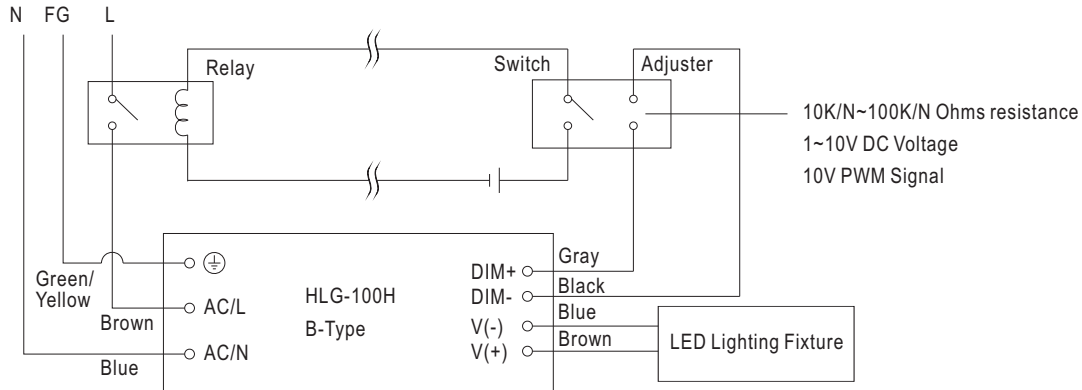 N FG L
Relay
Switch
Adjuster
10K/N~100K/N Ohms resistance
1~10V DC Voltage
10V PWM Signal
Green/
Yellow
Brown
Blue
AC/L
AC/N
HLG-100H
B-Type
DIM+
DIM-
V(-)
V(+)
Gray
Black
Blue
Brown
LED Lighting Fixture